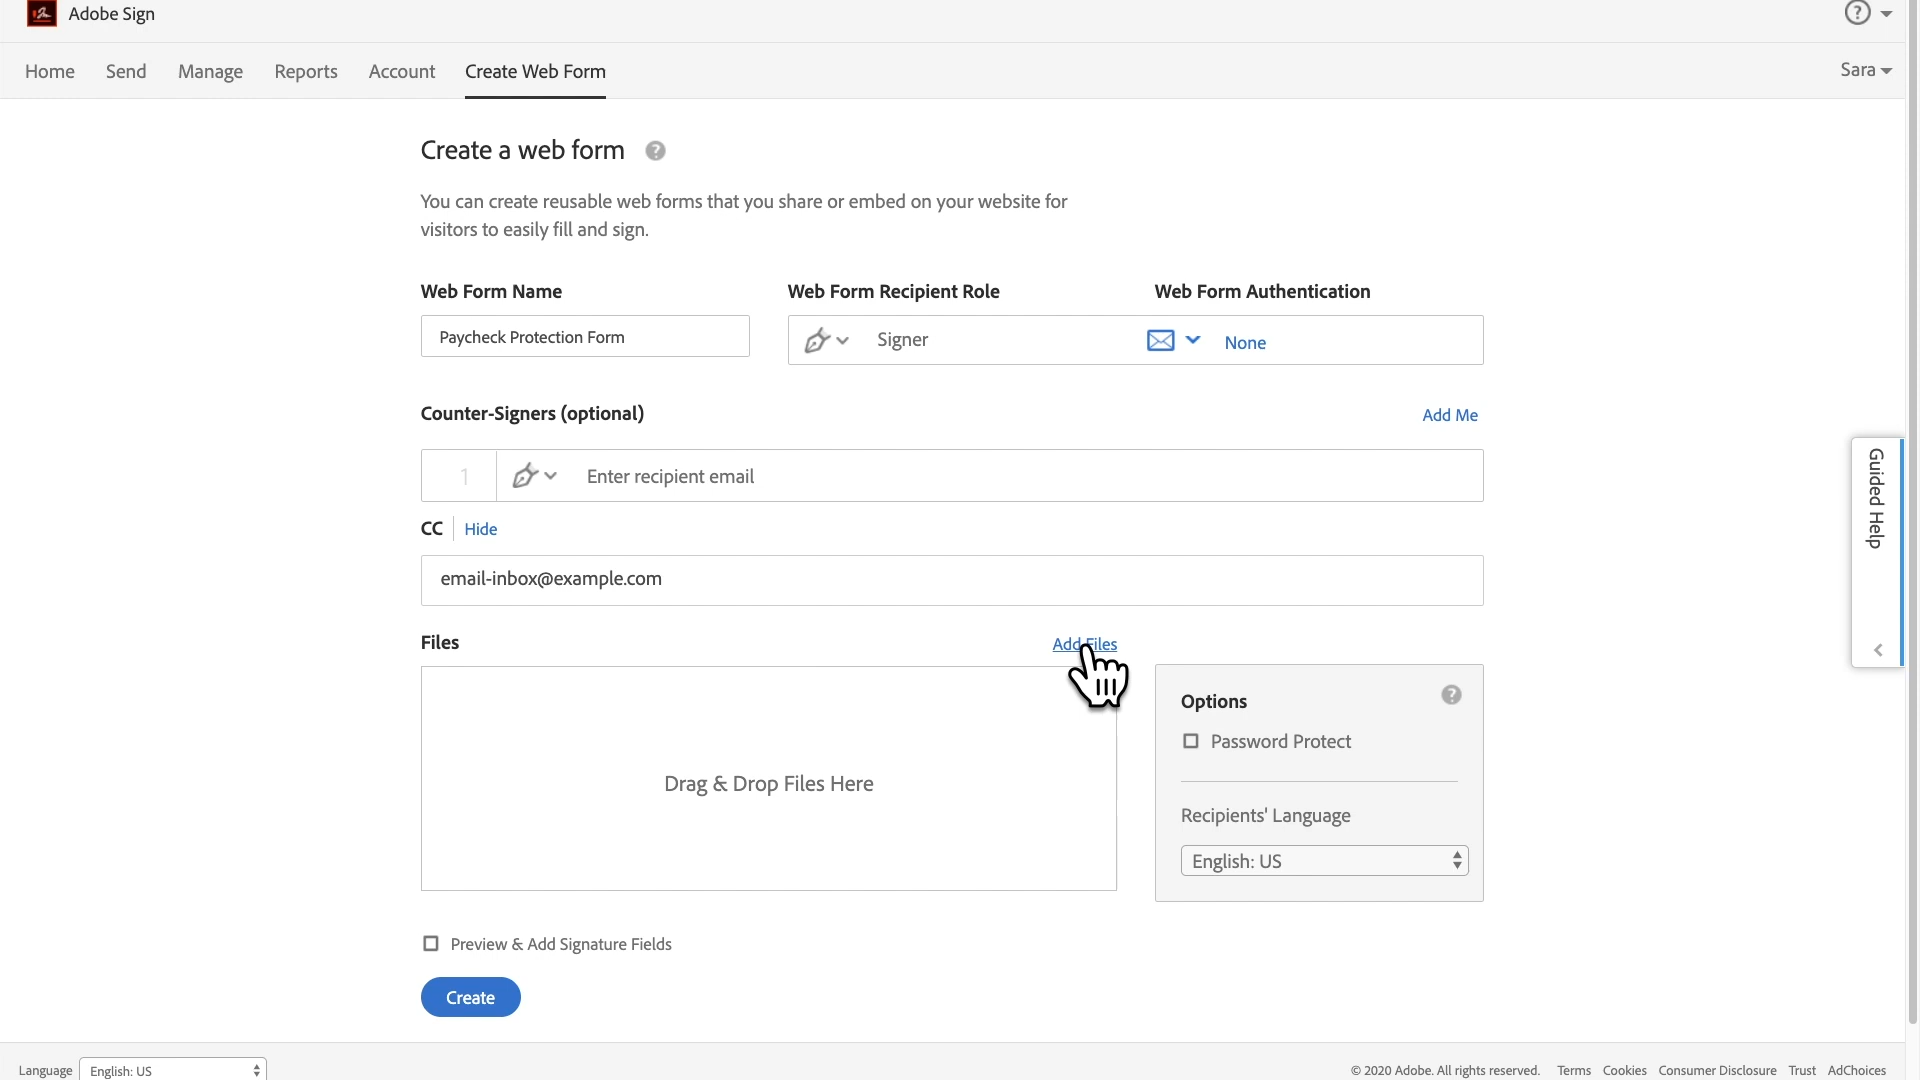 Adobe Sign
Home Send Manage Reports Account Create Web Form
Sara
Create a web form
You can create reusable web forms that you share or embed on your website for
visitors to easily fill and sign.
Web Form Name Web Form Recipient Role Web Form Authentication
Paycheck Protection Form Signer None
Counter-Signers (optional) Add Me
1 Enter recipient email
CC Hide
email-inbox@example.com
Guided Help
Files Add Files
Drag & Drop Files Here
Options
Password Protect
Recipients' Language
English: US
Preview & Add Signature Fields
Create
Language English: US © 2020 Adobe. All rights reserved. Terms Cookies Consumer Disclosure Trust AdChoices